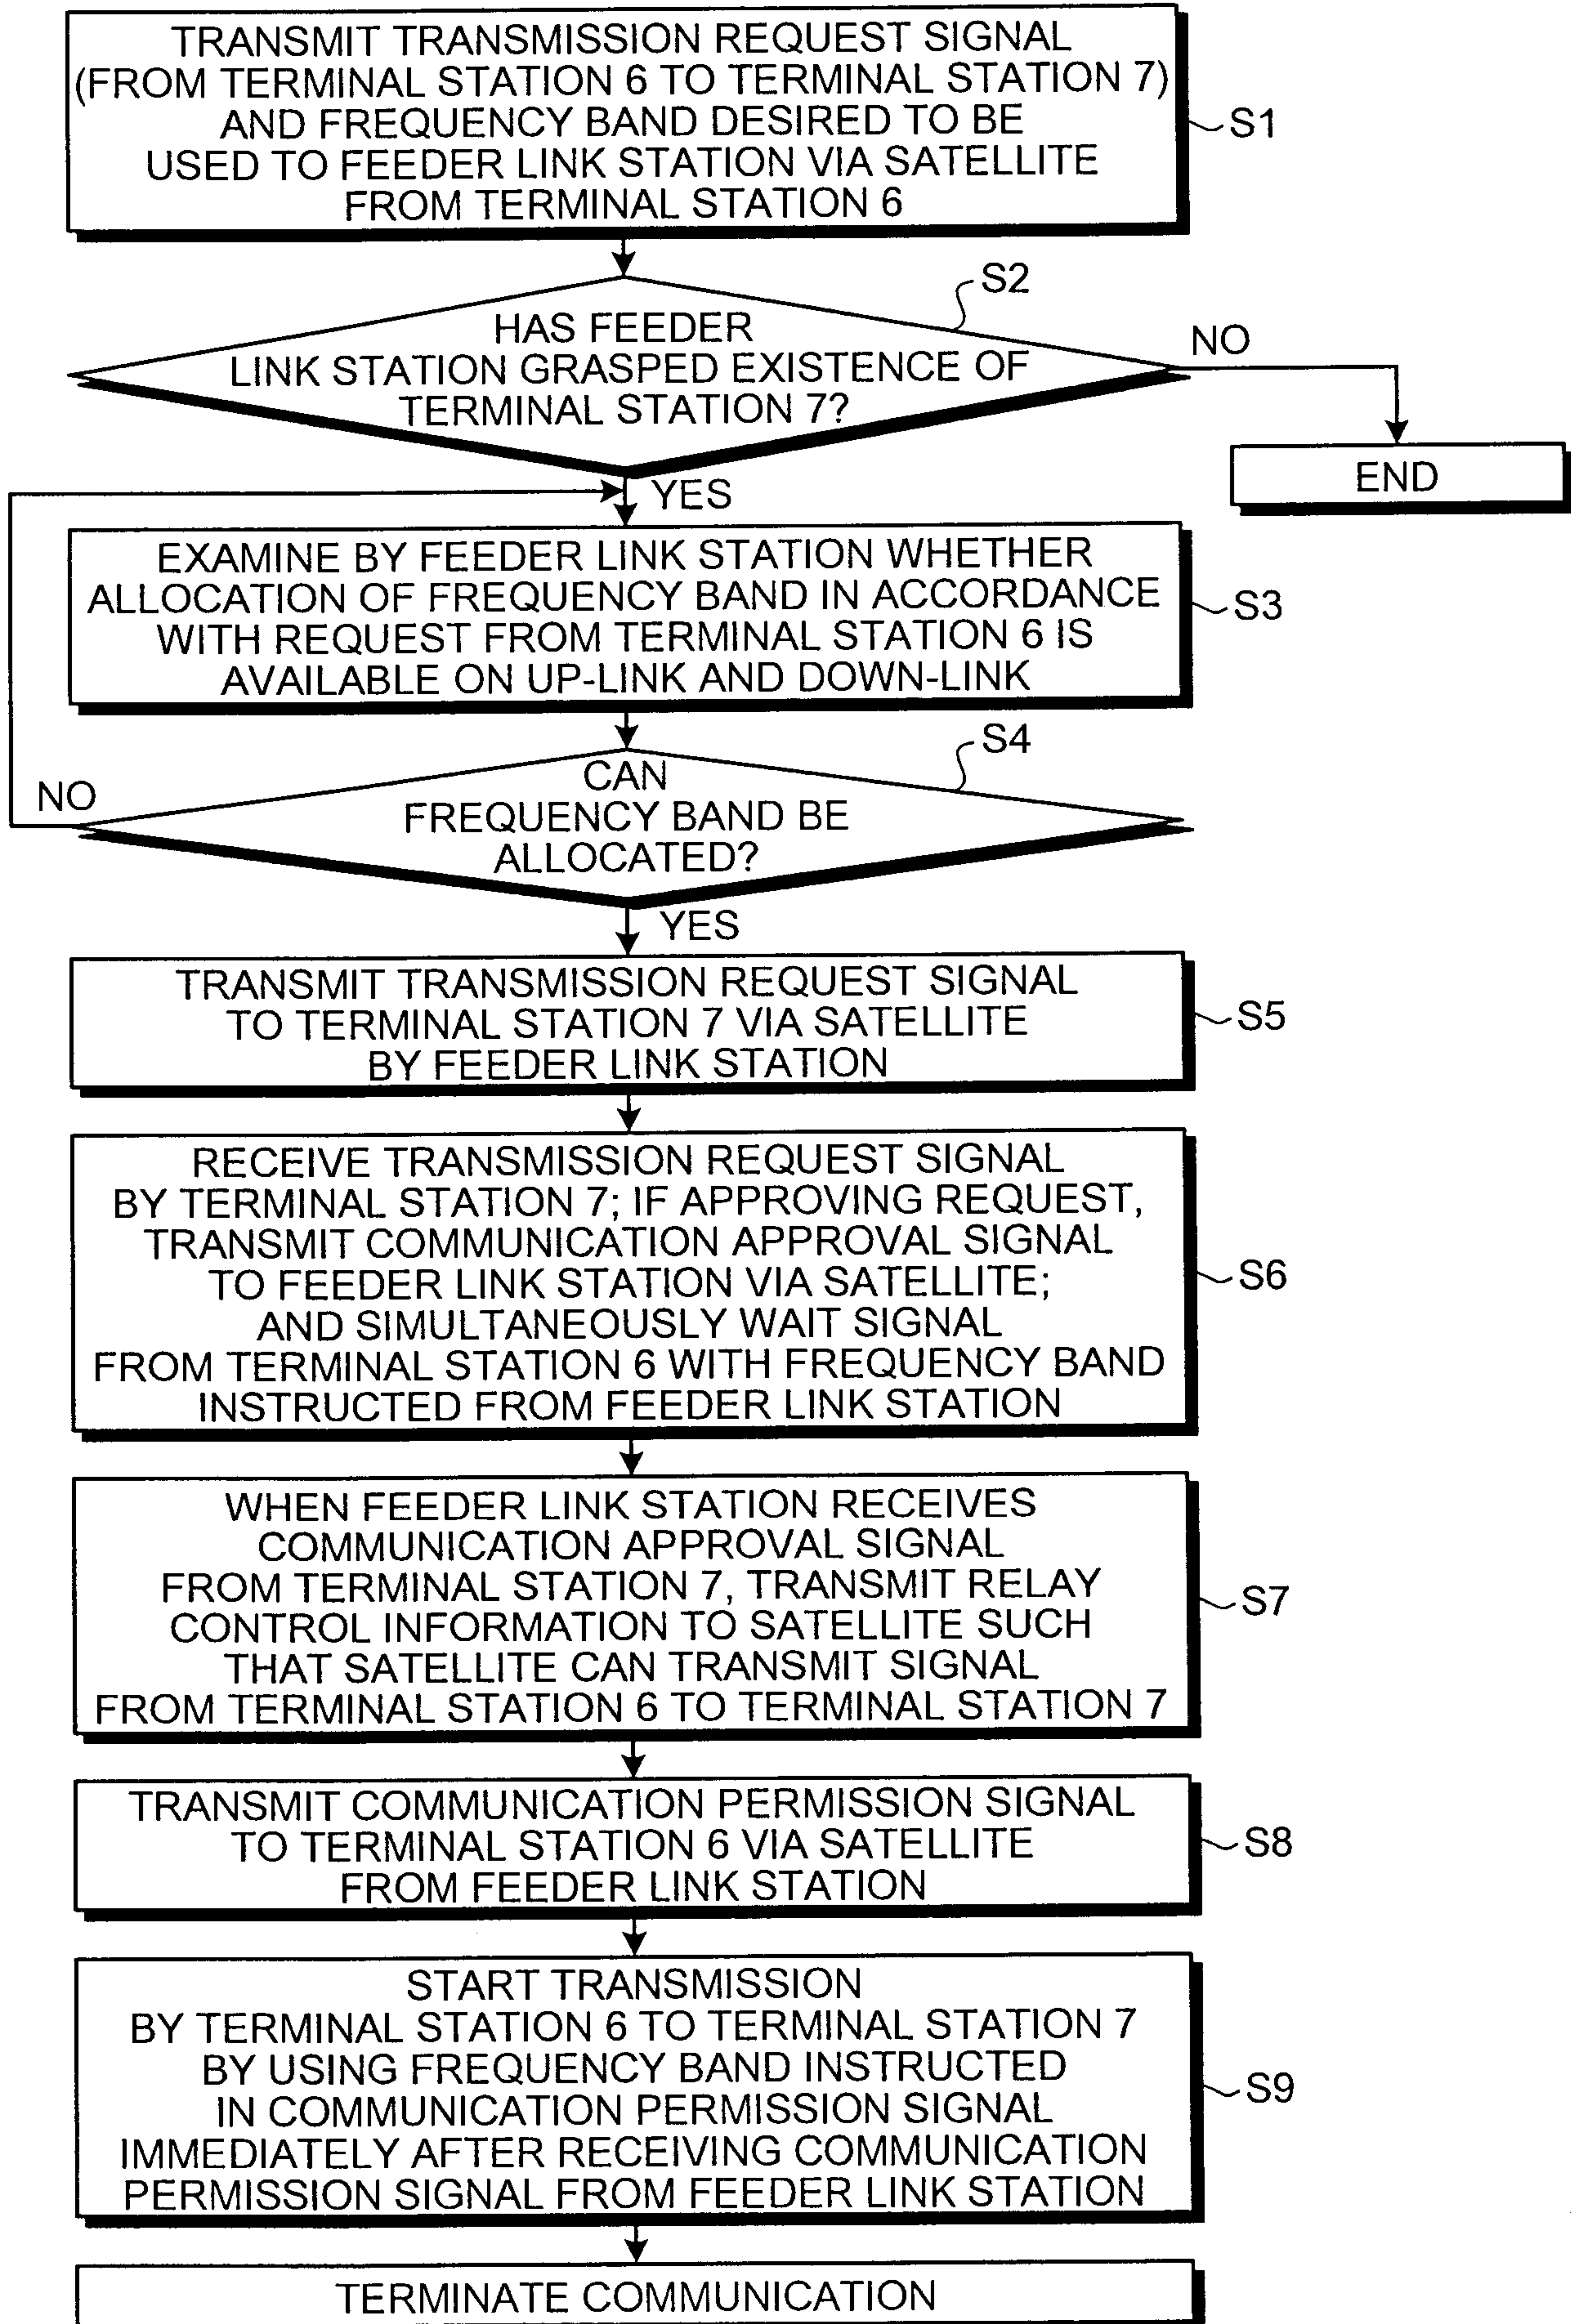 TRANSMIT TRANSMISSION REQUEST SIGNAL
(FROM TERMINAL STATION 6 TO TERMINAL STATION 7)
AND FREQUENCY BAND DESIRED TO BE
USED TO FEEDER LINK STATION VIA SATELLITE
FROM TERMINAL STATION 6
S1
S2
HAS FEEDER
LINK STATION GRASPED EXISTENCE OF
TERMINAL STATION 7?
NO
END
YES
EXAMINE BY FEEDER LINK STATION WHETHER
ALLOCATION OF FREQUENCY BAND IN ACCORDANCE
WITH REQUEST FROM TERMINAL STATION 6 IS
AVAILABLE ON UP-LINK AND DOWN-LINK
S3
S4
CAN
FREQUENCY BAND BE
ALLOCATED?
NO
YES
TRANSMIT TRANSMISSION REQUEST SIGNAL
TO TERMINAL STATION 7 VIA SATELLITE
BY FEEDER LINK STATION
S5
RECEIVE TRANSMISSION REQUEST SIGNAL
BY TERMINAL STATION 7; IF APPROVING REQUEST,
TRANSMIT COMMUNICATION APPROVAL SIGNAL
TO FEEDER LINK STATION VIA SATELLITE;
AND SIMULTANEOUSLY WAIT SIGNAL
FROM TERMINAL STATION 6 WITH FREQUENCY BAND
INSTRUCTED FROM FEEDER LINK STATION
S6
WHEN FEEDER LINK STATION RECEIVES
COMMUNICATION APPROVAL SIGNAL
FROM TERMINAL STATION 7, TRANSMIT RELAY
CONTROL INFORMATION TO SATELLITE SUCH
THAT SATELLITE CAN TRANSMIT SIGNAL
FROM TERMINAL STATION 6 TO TERMINAL STATION 7
S7
TRANSMIT COMMUNICATION PERMISSION SIGNAL
TO TERMINAL STATION 6 VIA SATELLITE
FROM FEEDER LINK STATION
S8
START TRANSMISSION
BY TERMINAL STATION 6 TO TERMINAL STATION 7
BY USING FREQUENCY BAND INSTRUCTED
IN COMMUNICATION PERMISSION SIGNAL
IMMEDIATELY AFTER RECEIVING COMMUNICATION
PERMISSION SIGNAL FROM FEEDER LINK STATION
S9
TERMINATE COMMUNICATION